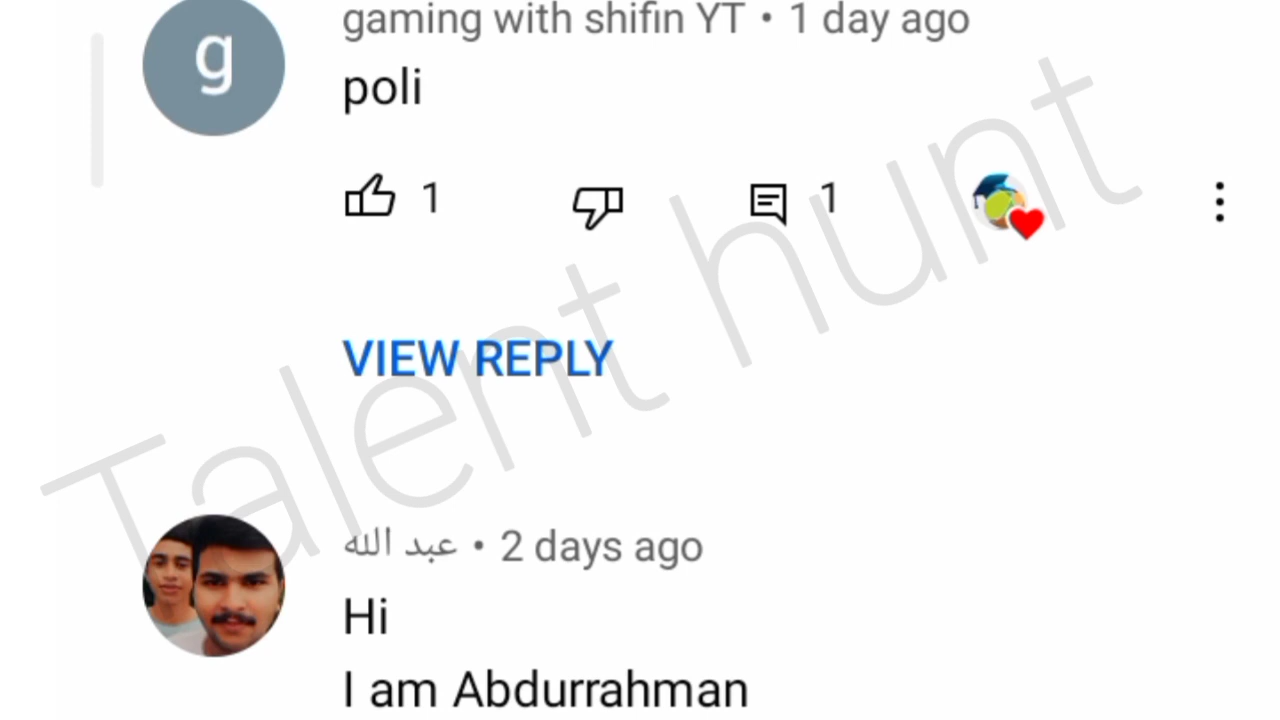 g
gaming with shifin YT • 1 day ago
poli
1
1
VIEW REPLY
Talent hunt
عبد الله • 2 days ago
Hi
I am Abdurrahman